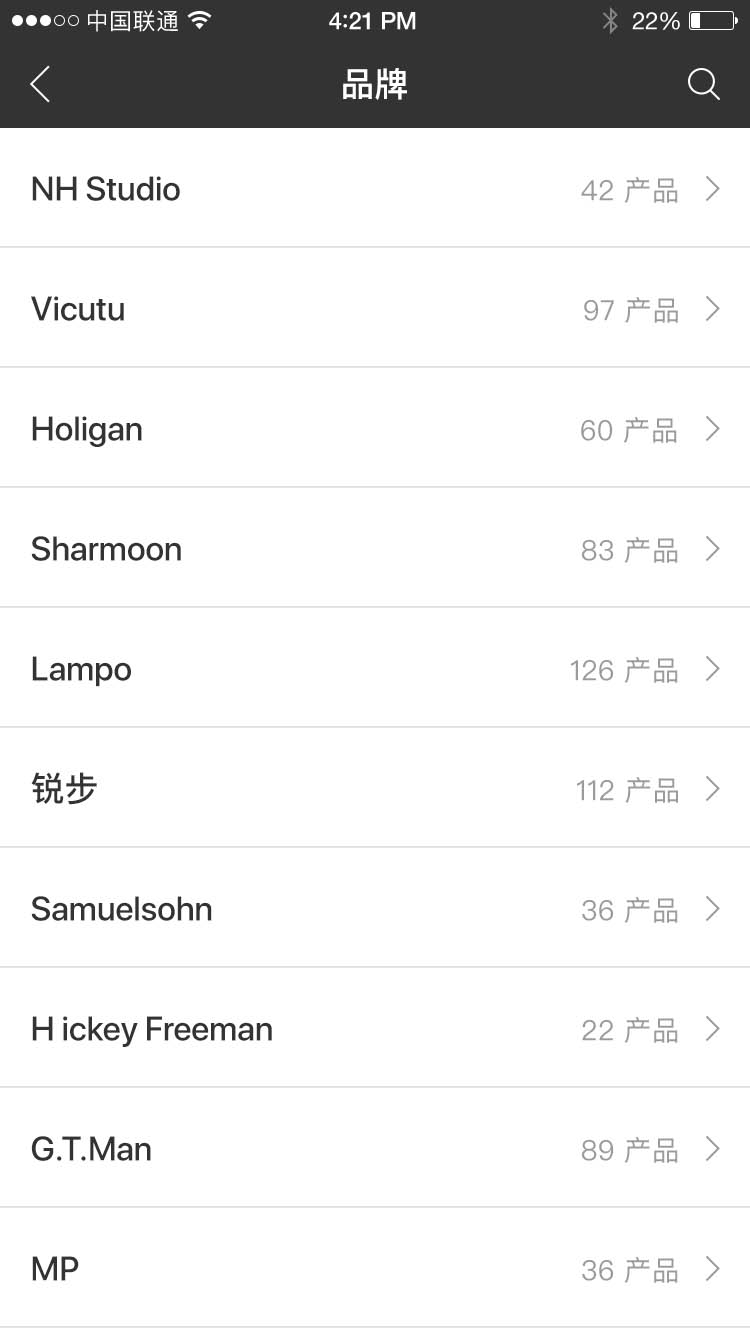 中国联通 4:21 PM 22%
品牌
NH Studio 42 产品
Vicutu 97 产品
Holigan 60 产品
Sharmoon 83 产品
Lampo 126 产品
锐步 112 产品
Samuelsohn 36 产品
H ickey Freeman 22 产品
G.T.Man 89 产品
MP 36 产品